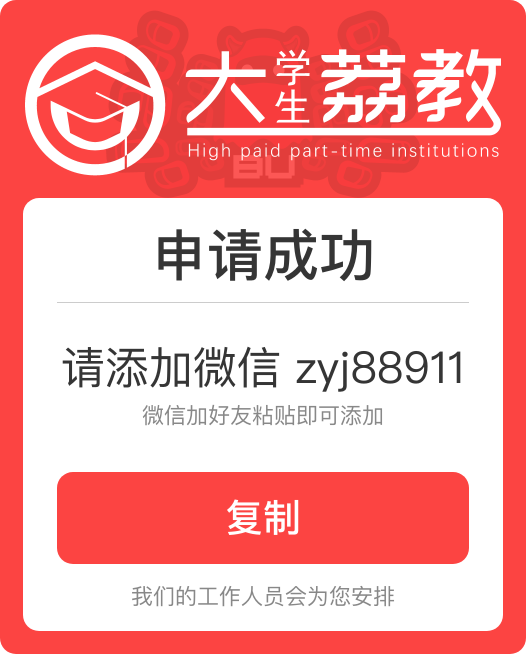 大学生荔教
High paid part-time institutions
申请成功
请添加微信 zyj88911
微信加好友粘贴即可添加
复制
我们的工作人员会为您安排